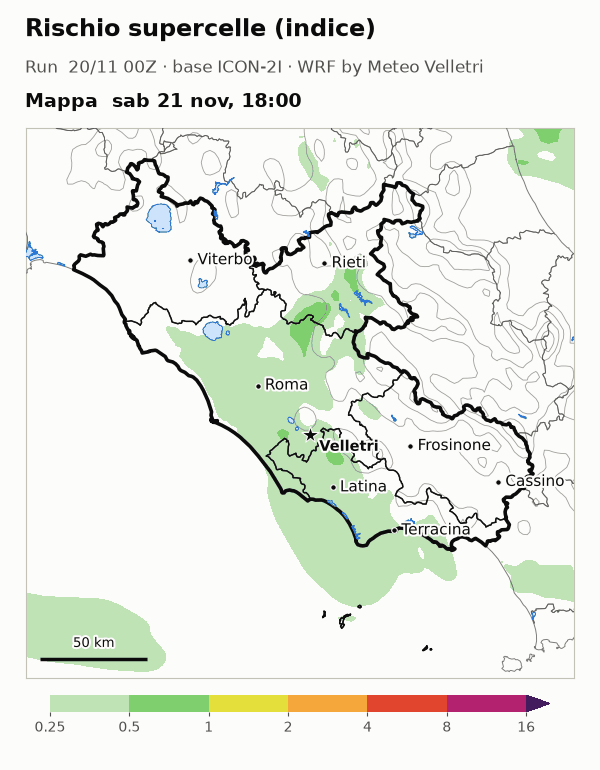 Rischio supercelle (indice)
Run 20/11 00Z · base ICON-2I · WRF by Meteo Velletri
Mappa sab 21 nov, 18:00
Viterbo
Rieti
Roma
Velletri
Frosinone
Cassino
Latina
Terracina
50 km
0.25 0.5 1 2 4 8 16